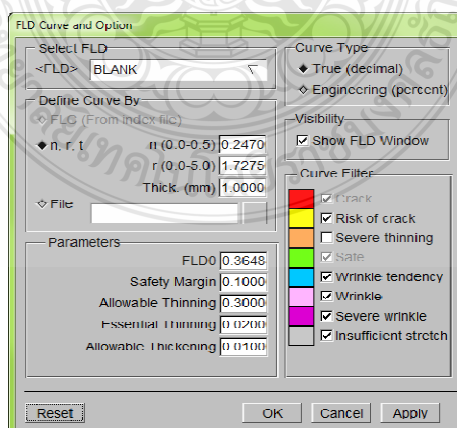 FLD Curve and Option
Select FLD
<FLD> BLANK
Define Curve By
FLC (From index file)
n, r, t
n (0.0-0.5) 0.2470
r (0.0-5.0) 1.7275
Thick. (mm) 1.0000
File
Parameters
FLD0 0.3648
Safety Margin 0.1000
Allowable Thinning 0.3000
Essential Thinning 0.0200
Allowable Thickening 0.0100
Curve Type
True (decimal)
Engineering (percent)
Visibility
Show FLD Window
Curve Filter
Crack
Risk of crack
Severe thinning
Safe
Wrinkle tendency
Wrinkle
Severe wrinkle
Insufficient stretch
Reset
OK
Cancel
Apply